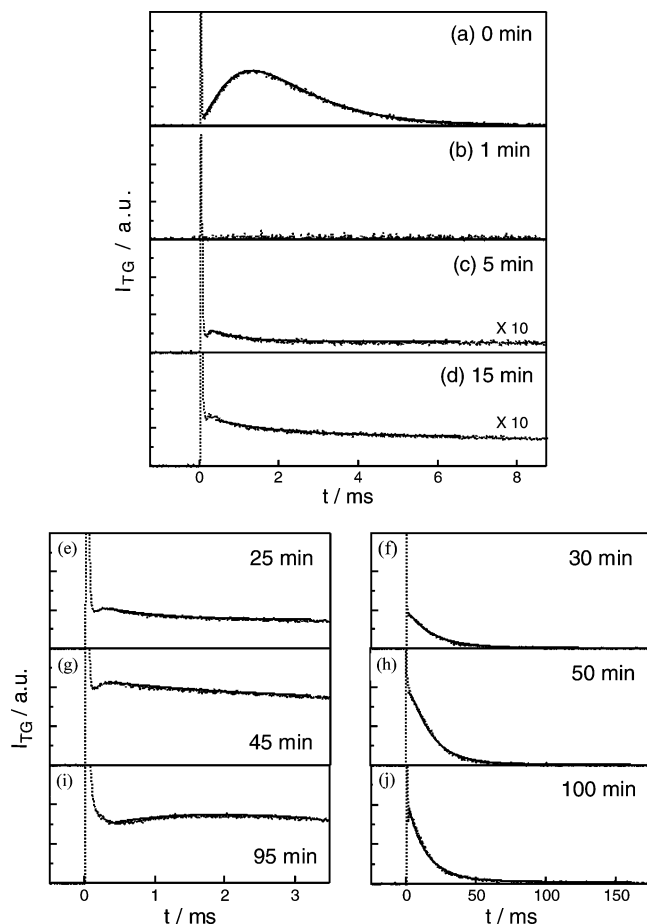 (a) 0 min
(b) 1 min
(c) 5 min
X 10
(d) 15 min
X 10
I_TG / a.u.
0 2 4 6 8
t / ms
(e) 25 min
(f) 30 min
(g) 45 min
(h) 50 min
(i) 95 min
(j) 100 min
I_TG / a.u.
0 1 2 3
0 50 100 150
t / ms
t / ms